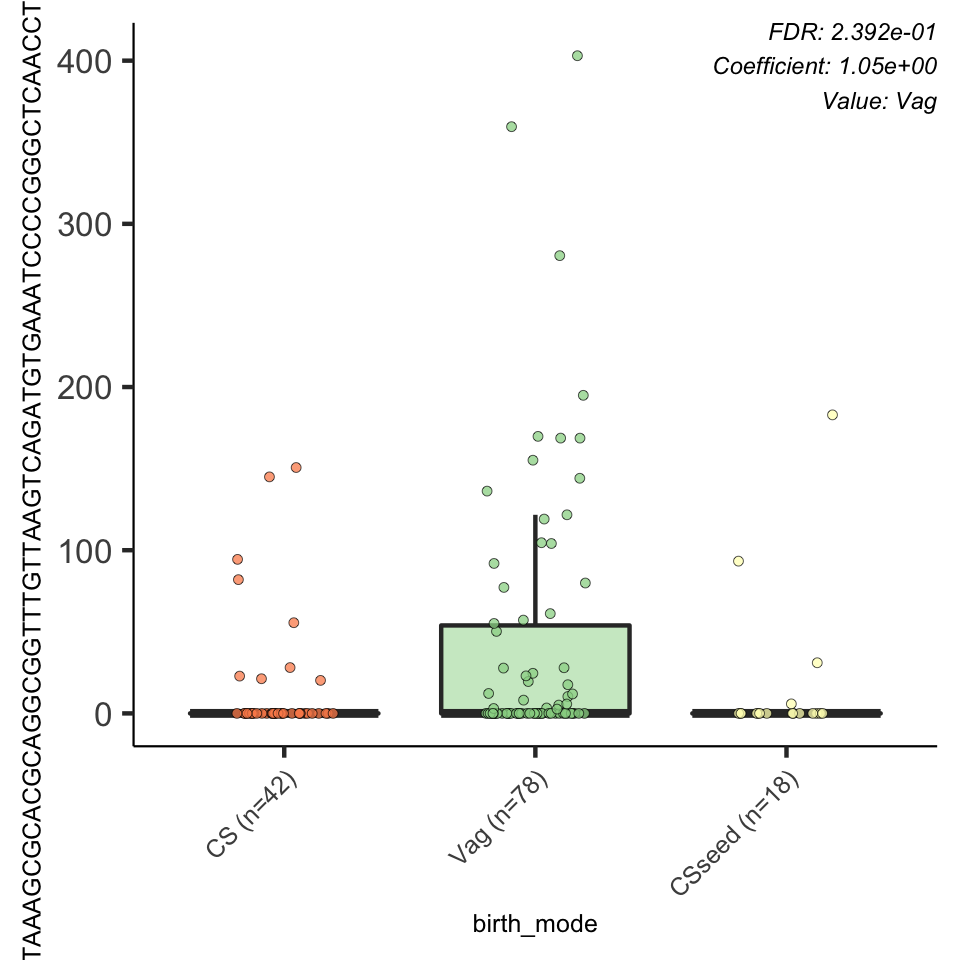 TAAAGCGCACGCAGGCGGTTTGTTAAGTCAGATGTGAAATCCCCGGGCTCAACCT
FDR: 2.392e-01
Coefficient: 1.05e+00
Value: Vag
400
300
200
100
0
CS (n=42)
Vag (n=78)
CSseed (n=18)
birth_mode